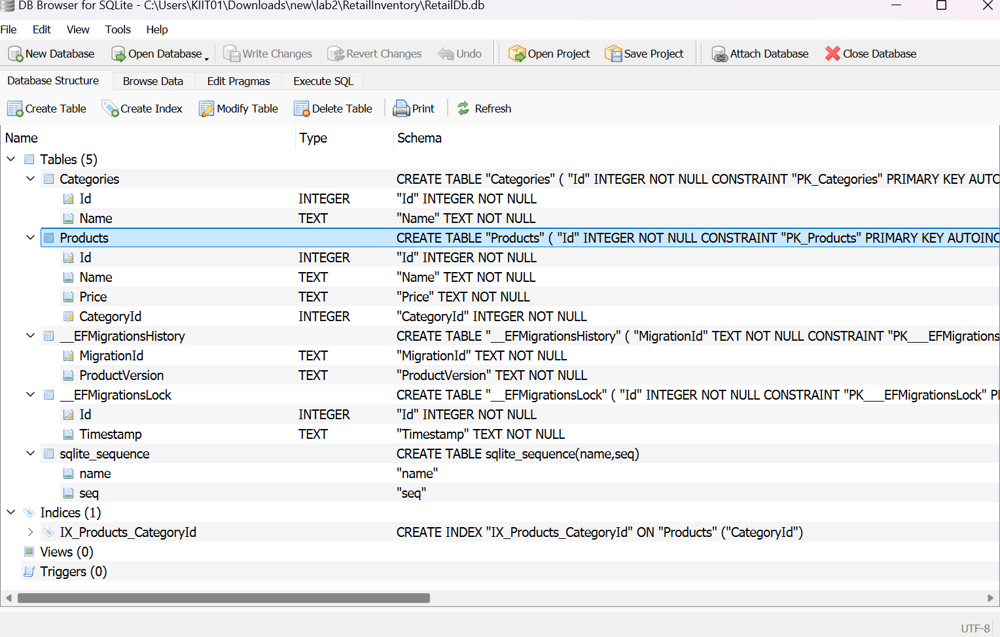 DB Browser for SQLite - C:\Users\KIIT01\Downloads\new\lab2\RetailInventory\RetailDb.db
File Edit View Tools Help
New Database Open Database Write Changes Revert Changes Undo Open Project Save Project Attach Database Close Database
Database Structure Browse Data Edit Pragmas Execute SQL
Create Table Create Index Modify Table Delete Table Print Refresh
Name Type Schema
Tables (5)
Categories CREATE TABLE "Categories" ( "Id" INTEGER NOT NULL CONSTRAINT "PK_Categories" PRIMARY KEY AUTO
Id INTEGER "Id" INTEGER NOT NULL
Name TEXT "Name" TEXT NOT NULL
Products CREATE TABLE "Products" ( "Id" INTEGER NOT NULL CONSTRAINT "PK_Products" PRIMARY KEY AUTOINC
Id INTEGER "Id" INTEGER NOT NULL
Name TEXT "Name" TEXT NOT NULL
Price TEXT "Price" TEXT NOT NULL
CategoryId INTEGER "CategoryId" INTEGER NOT NULL
__EFMigrationsHistory CREATE TABLE "__EFMigrationsHistory" ( "MigrationId" TEXT NOT NULL CONSTRAINT "PK___EFMigrations
MigrationId TEXT "MigrationId" TEXT NOT NULL
ProductVersion TEXT "ProductVersion" TEXT NOT NULL
__EFMigrationsLock CREATE TABLE "__EFMigrationsLock" ( "Id" INTEGER NOT NULL CONSTRAINT "PK___EFMigrationsLock" P
Id INTEGER "Id" INTEGER NOT NULL
Timestamp TEXT "Timestamp" TEXT NOT NULL
sqlite_sequence CREATE TABLE sqlite_sequence(name,seq)
name "name"
seq "seq"
Indices (1)
IX_Products_CategoryId CREATE INDEX "IX_Products_CategoryId" ON "Products" ("CategoryId")
Views (0)
Triggers (0)
UTF-8